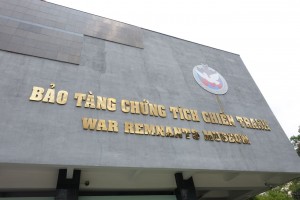 BẢO TÀNG CHỨNG TÍCH CHIẾN TRANH
WAR REMNANTS MUSEUM